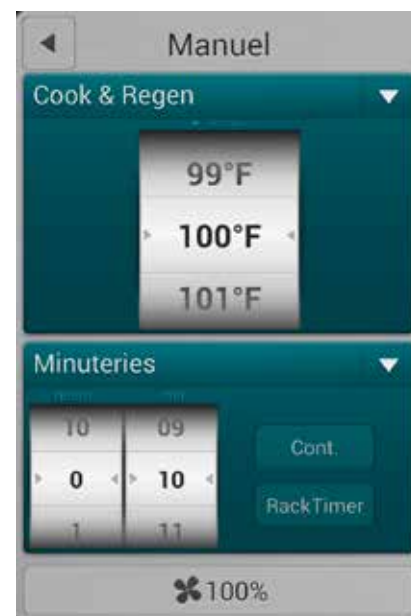 Manuel
Cook & Regen
99°F
100°F
101°F
Minuteries
10 09
0 10
Cont.
1 11
RackTimer
100%